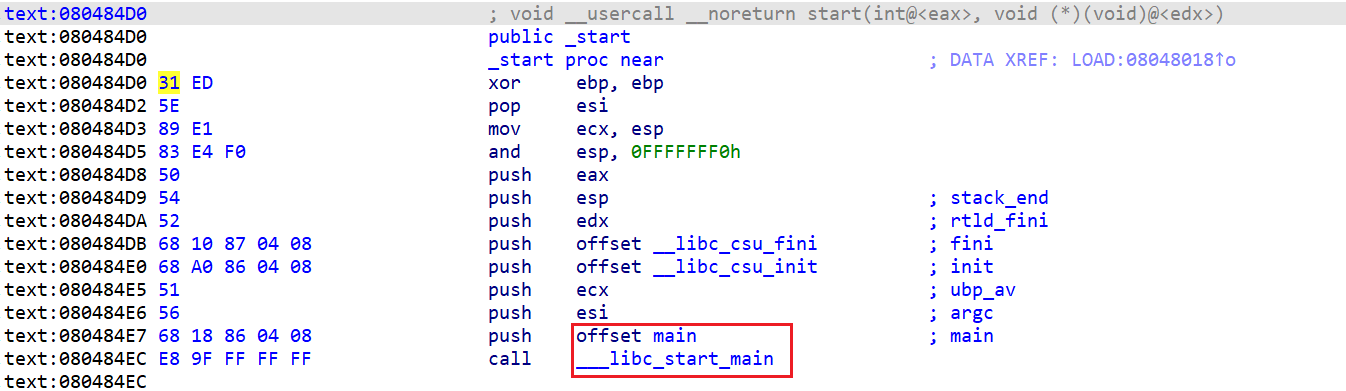 text:080484D0 ; void __usercall __noreturn start(int@<eax>, void (*)(void)@<edx>)
text:080484D0 public _start
text:080484D0 _start proc near ; DATA XREF: LOAD:08048018↑o
text:080484D0 31 ED xor ebp, ebp
text:080484D2 5E pop esi
text:080484D3 89 E1 mov ecx, esp
text:080484D5 83 E4 F0 and esp, 0FFFFFFF0h
text:080484D8 50 push eax
text:080484D9 54 push esp ; stack_end
text:080484DA 52 push edx ; rtld_fini
text:080484DB 68 10 87 04 08 push offset __libc_csu_fini ; fini
text:080484E0 68 A0 86 04 08 push offset __libc_csu_init ; init
text:080484E5 51 push ecx ; ubp_av
text:080484E6 56 push esi ; argc
text:080484E7 68 18 86 04 08 push offset main ; main
text:080484EC E8 9F FF FF FF call ___libc_start_main
text:080484EC